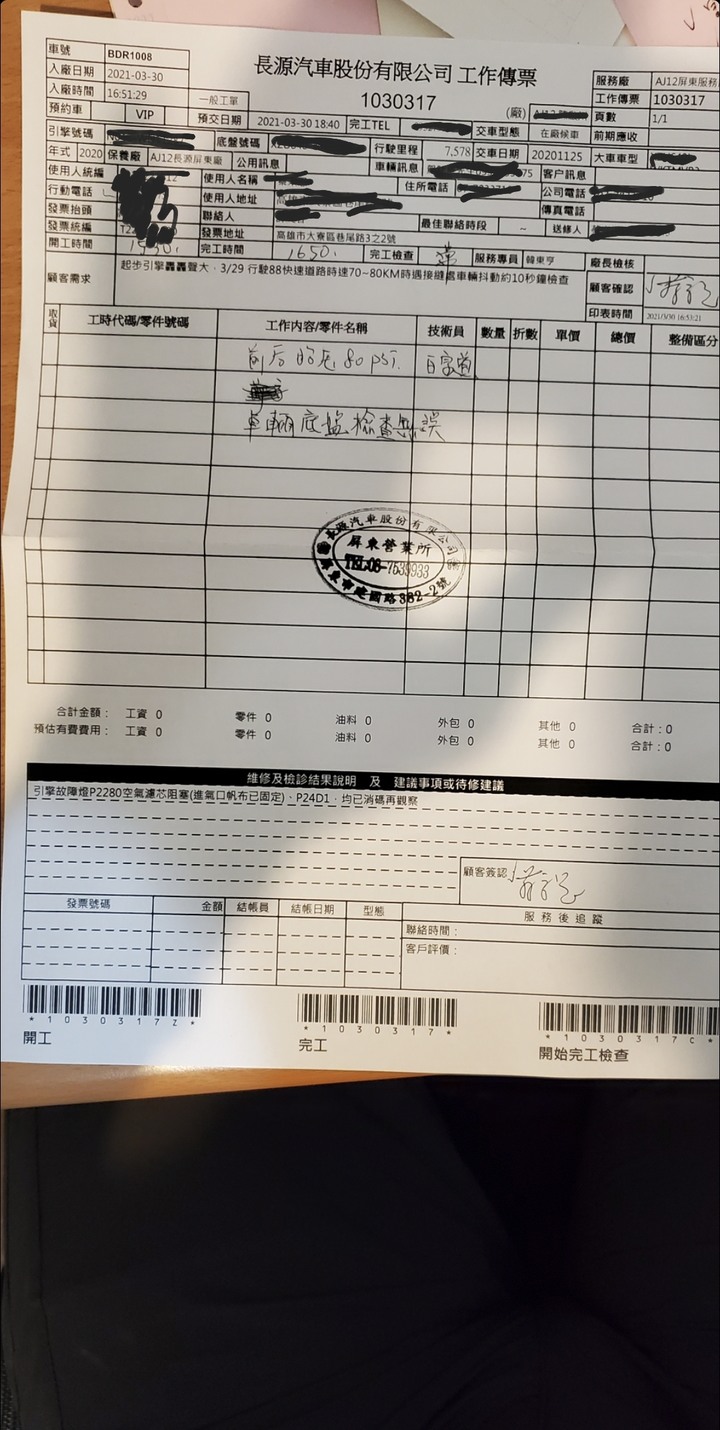 長源汽車股份有限公司 工作傳票
1030317
車號 BDR1008
入廠日期 2021-03-30
入廠時間 16:51:29 一般工單
服務廠 AJ12屏東服務
工作傳票 1030317
預約車 VIP 預交日期 2021-03-30 18:40 完工TEL (廠) 頁數 1/1
引擎號碼 底盤號碼 行駛里程 7,578 交車型態 在廠候車 前期應收
年式 2020 保養廠 AJ12長源屏東廠 公用訊息 車輛訊息 75 交車日期 20201125 大車車型
使用人統編 12 使用人名稱 客戶訊息
行動電話 使用人地址 住所電話 公司電話
發票抬頭 聯絡人 傳真電話
發票統編 發票地址 高雄市大寮區巷尾路3之2號 最佳聯絡時段 ~ 送修人
開工時間 完工時間 1650. 完工檢查 服務專員 韓東亨 廠長檢核
顧客需求 起步引擎轟轟聲大、3/29 行駛88快速道路時速70~80KM時遇接縫處車輛抖動約10秒鐘檢查
顧客確認
印表時間 2021/3/30 16:53:21
取貨 工時代碼/零件號碼 工作內容/零件名稱 技術員 數量 折數 單價 總價 整備區分
前后胎壓 80 PSI.
車輛底盤檢查無誤
長源汽車股份有限公司
屏東營業所
TEL:08-7539933
屏東市建國路382-2號
合計金額： 工資 0 零件 0 油料 0 外包 0 其他 0 合計：0
預估有費費用： 工資 0 零件 0 油料 0 外包 0 其他 0 合計：0
維修及檢診結果說明 及 建議事項或待修建議
引擎故障燈P2280空氣濾芯阻塞(進氣口帆布已固定)、P24D1，均已消碼再觀察
顧客簽認
發票號碼 金額 結帳員 結帳日期 型態 服務後追蹤
聯絡時間：
客戶評價：
*1030317Z* *1030317* *1030317C*
開工 完工 開始完工檢查